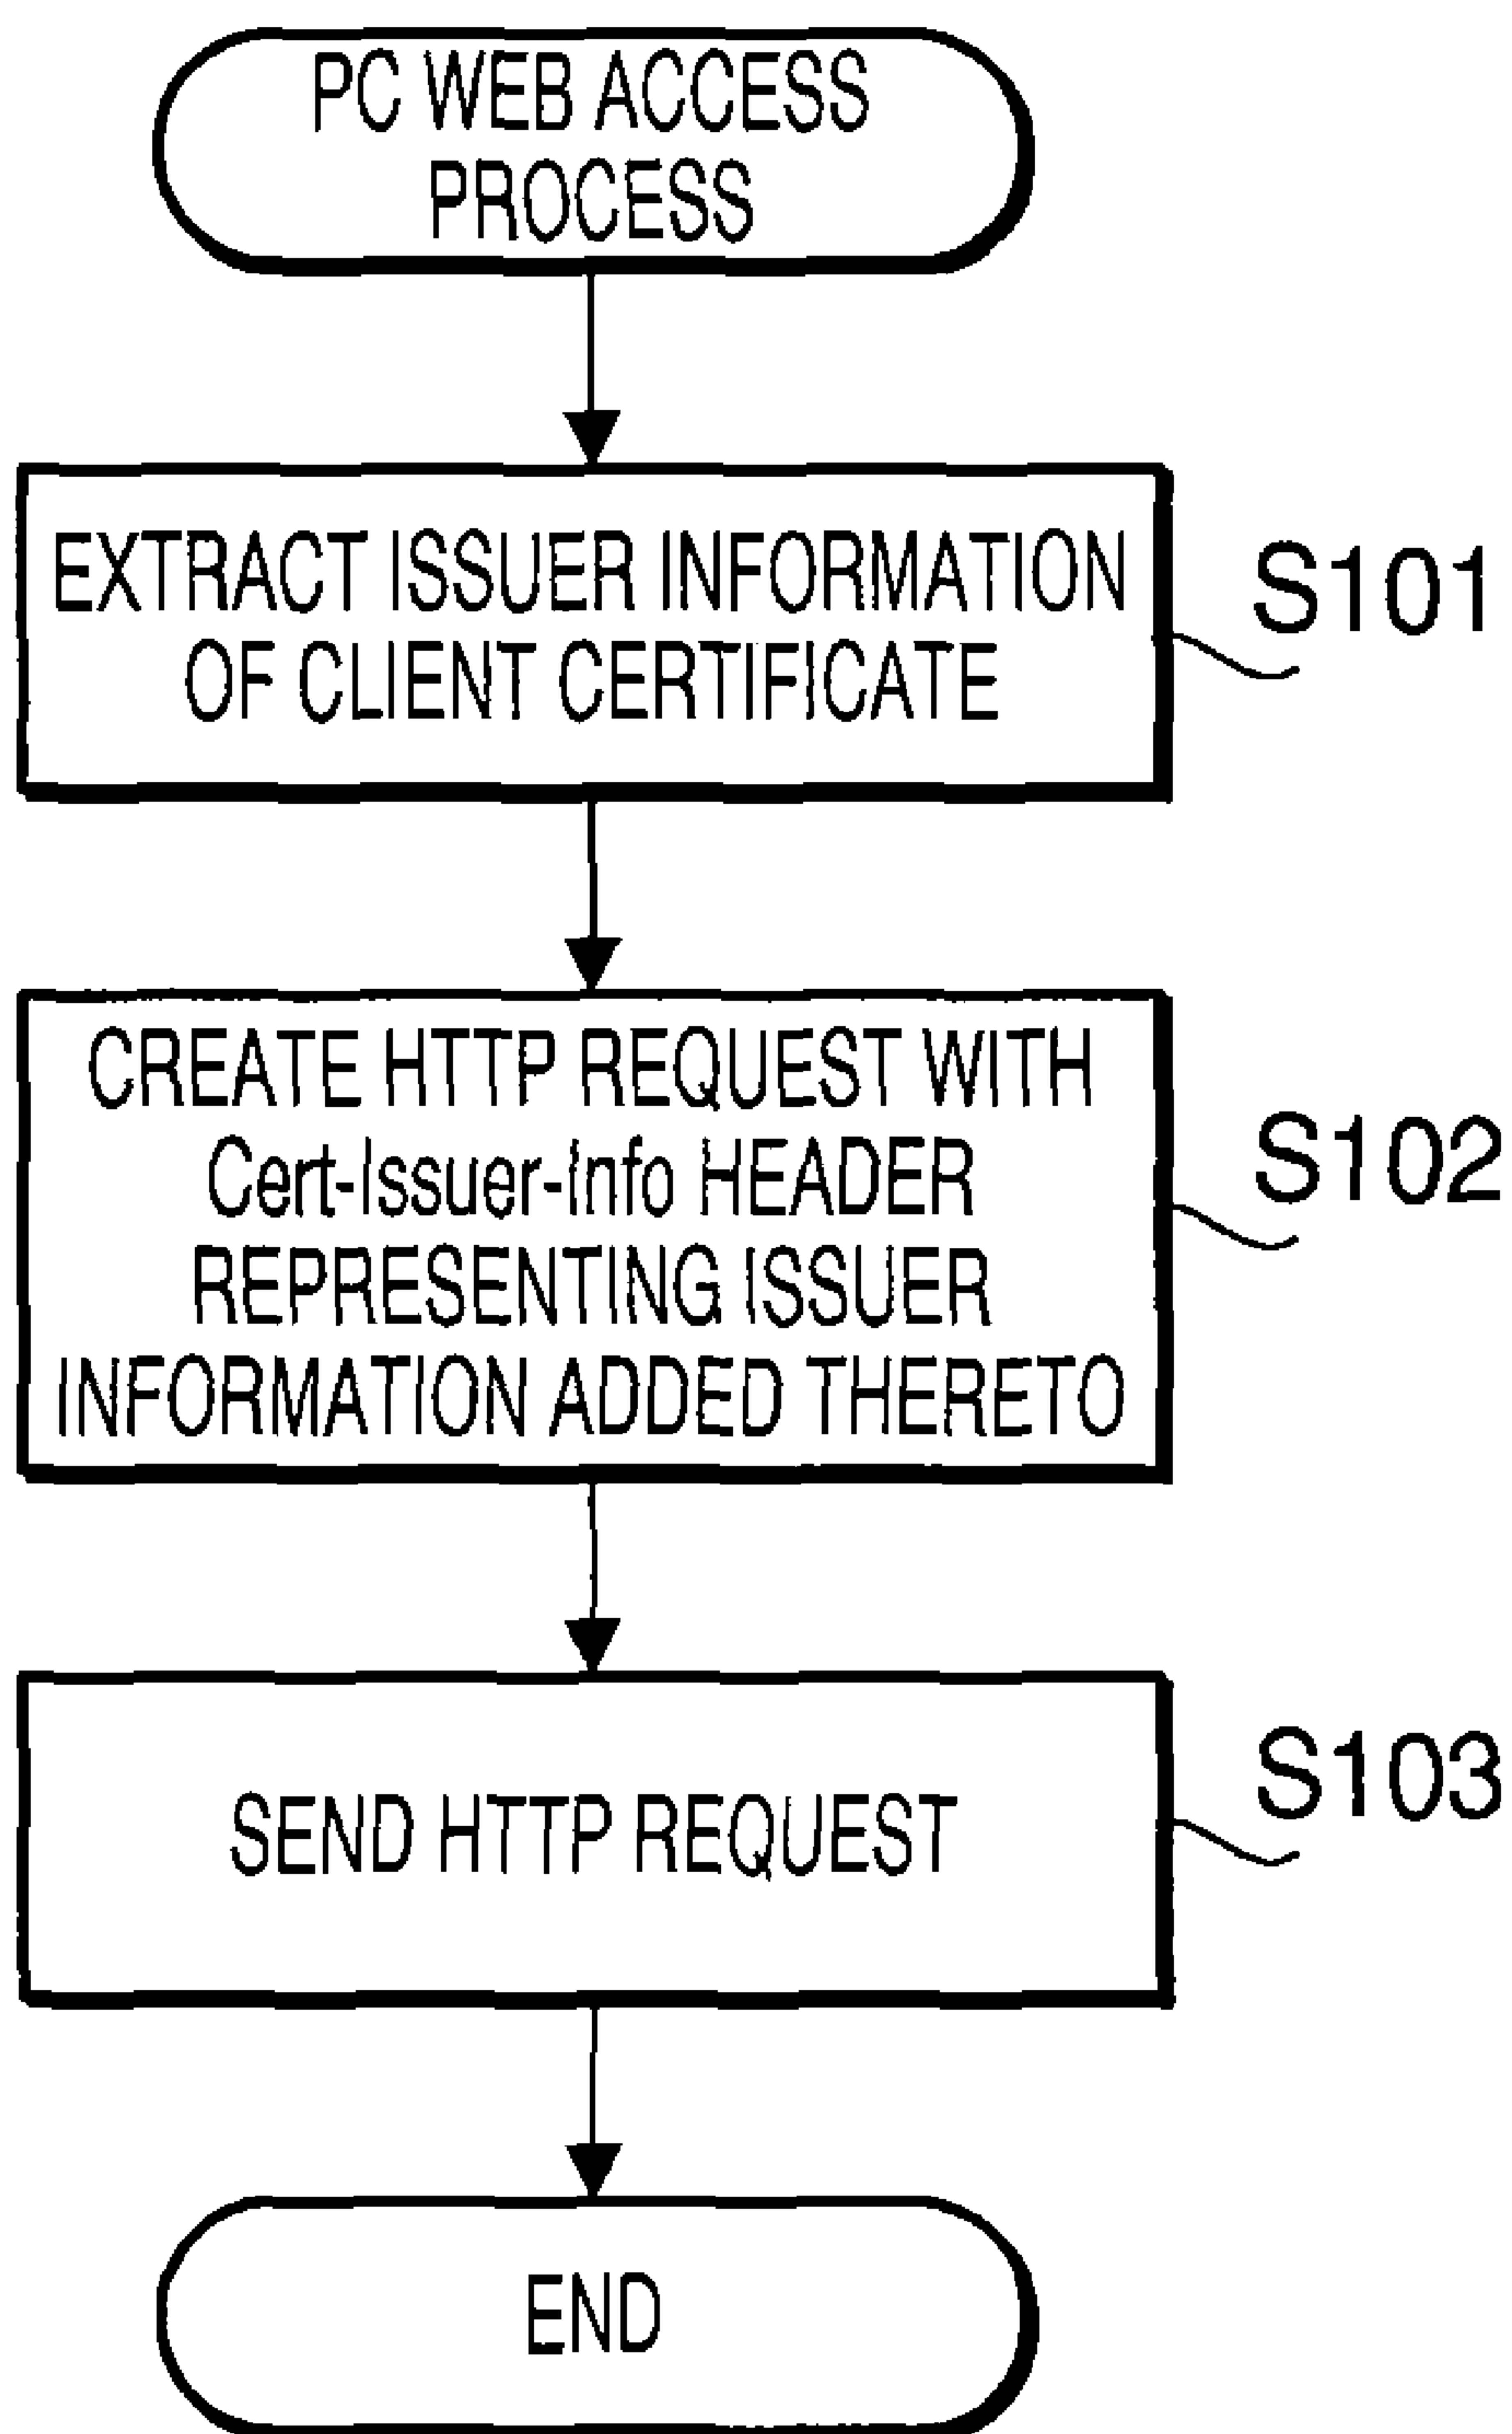 PC WEB ACCESS
PROCESS
EXTRACT ISSUER INFORMATION
OF CLIENT CERTIFICATE
S101
CREATE HTTP REQUEST WITH
Cert-Issuer-Info HEADER
REPRESENTING ISSUER
INFORMATION ADDED THERETO
S102
SEND HTTP REQUEST
S103
END